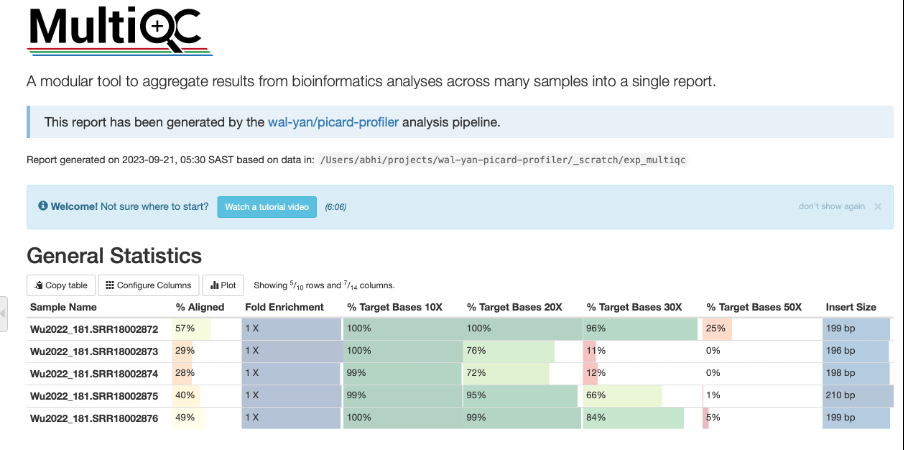 MultiQC
A modular tool to aggregate results from bioinformatics analyses across many samples into a single report.
This report has been generated by the wal-yan/picard-profiler analysis pipeline.
Report generated on 2023-09-21, 05:30 SAST based on data in: /Users/abhi/projects/wal-yan-picard-profiler/_scratch/exp_multiqc
Welcome! Not sure where to start? Watch a tutorial video (6:06) don't show again ×
General Statistics
Copy table Configure Columns Plot Showing 5/10 rows and 7/14 columns.
Sample Name % Aligned Fold Enrichment % Target Bases 10X % Target Bases 20X % Target Bases 30X % Target Bases 50X Insert Size
Wu2022_181.SRR18002872 57% 1 X 100% 100% 96% 25% 199 bp
Wu2022_181.SRR18002873 29% 1 X 100% 76% 11% 0% 196 bp
Wu2022_181.SRR18002874 28% 1 X 99% 72% 12% 0% 198 bp
Wu2022_181.SRR18002875 40% 1 X 99% 95% 66% 1% 210 bp
Wu2022_181.SRR18002876 49% 1 X 100% 99% 84% 5% 199 bp